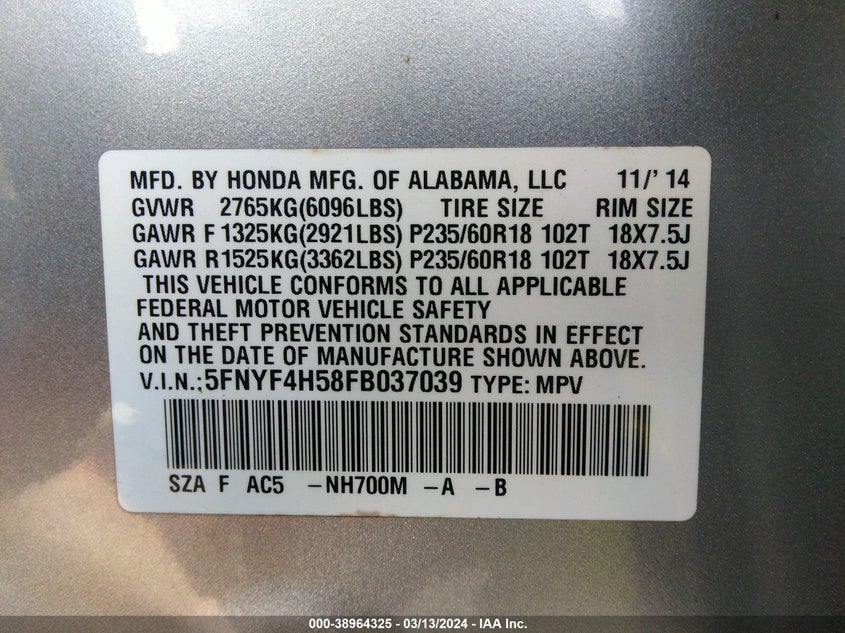 MFD. BY HONDA MFG. OF ALABAMA, LLC 11/' 14
GVWR 2765KG(6096LBS) TIRE SIZE RIM SIZE
GAWR F 1325KG(2921LBS) P235/60R18 102T 18X7.5J
GAWR R 1525KG(3362LBS) P235/60R18 102T 18X7.5J
THIS VEHICLE CONFORMS TO ALL APPLICABLE
FEDERAL MOTOR VEHICLE SAFETY
AND THEFT PREVENTION STANDARDS IN EFFECT
ON THE DATE OF MANUFACTURE SHOWN ABOVE.
V.I.N.:5FNYF4H58FB037039 TYPE: MPV
SZA F AC5 -NH700M -A -B
000-38964325 - 03/13/2024 - IAA Inc.